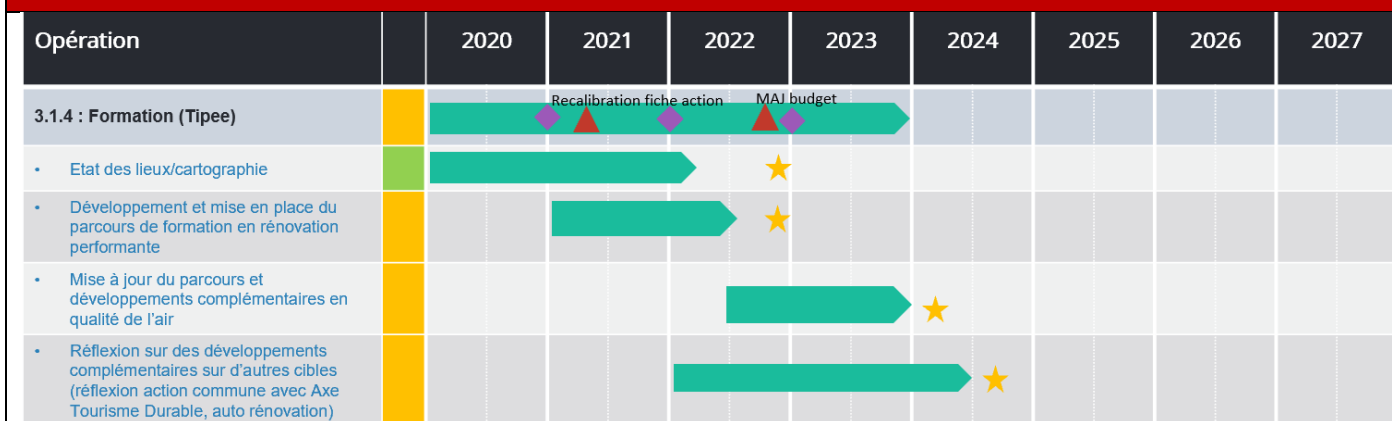 Opération 2020 2021 2022 2023 2024 2025 2026 2027
Recalibration fiche action MAJ budget
3.1.4 : Formation (Tipee)
• Etat des lieux/cartographie
• Développement et mise en place du
parcours de formation en rénovation
performante
• Mise à jour du parcours et
développements complémentaires en
qualité de l'air
• Réflexion sur des développements
complémentaires sur d'autres cibles
(réflexion action commune avec Axe
Tourisme Durable, auto rénovation)